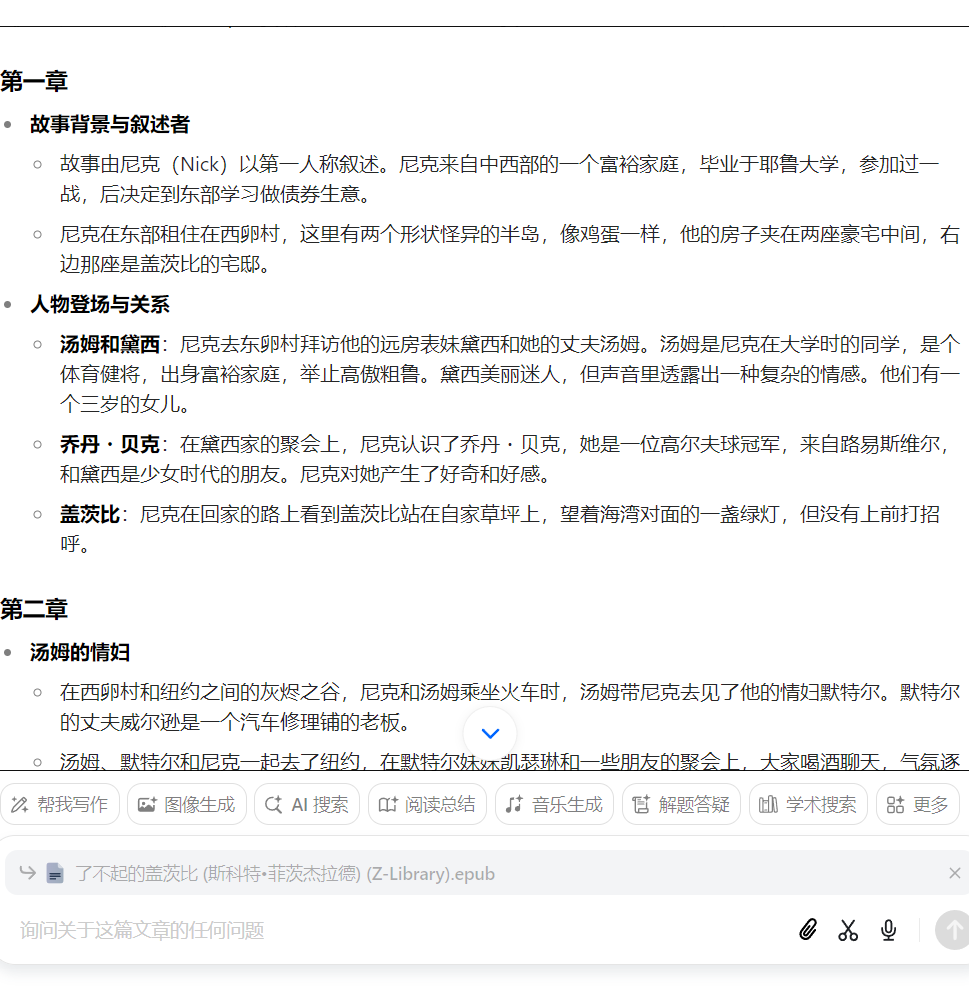 第一章
故事背景与叙述者
故事由尼克（Nick）以第一人称叙述。尼克来自中西部的一个富裕家庭，毕业于耶鲁大学，参加过一
战，后决定到东部学习做债券生意。
尼克在东部租住在西卵村，这里有两个形状怪异的半岛，像鸡蛋一样，他的房子夹在两座豪宅中间，右
边那座是盖茨比的宅邸。
人物登场与关系
汤姆和黛西：尼克去东卵村拜访他的远房表妹黛西和她的丈夫汤姆。汤姆是尼克在大学时的同学，是个
体育健将，出身富裕家庭，举止高傲粗鲁。黛西美丽迷人，但声音里透露出一种复杂的情感。他们有一
个三岁的女儿。
乔丹·贝克：在黛西家的聚会上，尼克认识了乔丹·贝克，她是一位高尔夫球冠军，来自路易斯维尔，
和黛西是少女时代的朋友。尼克对她产生了好奇和好感。
盖茨比：尼克在回家的路上看到盖茨比站在自家草坪上，望着海湾对面的一盏绿灯，但没有上前打招
呼。
第二章
汤姆的情妇
在西卵村和纽约之间的灰烬之谷，尼克和汤姆乘坐火车时，汤姆带尼克去见了他的情妇默特尔。默特尔
的丈夫威尔逊是一个汽车修理铺的老板。
汤姆、默特尔和尼克一起去了纽约，在默特尔妹妹凯瑟琳和一些朋友的聚会上，大家喝酒聊天，气氛逐
帮我写作 图像生成 AI 搜索 阅读总结 音乐生成 解题答疑 学术搜索 更多
了不起的盖茨比 (斯科特•菲茨杰拉德) (Z-Library).epub
询问关于这篇文章的任何问题